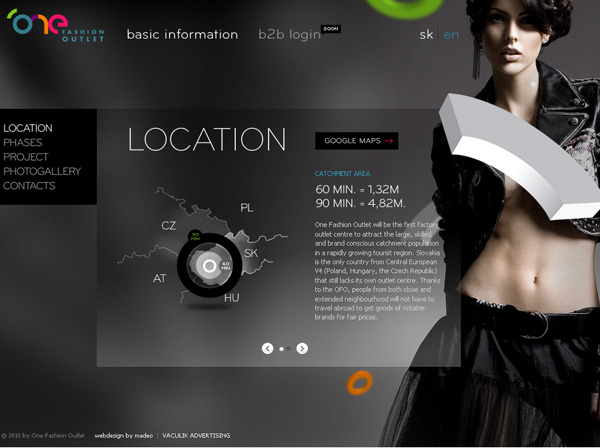 one FASHION
OUTLET
basic information
b2b login SOON
sk en
LOCATION
PHASES
PROJECT
PHOTOGALLERY
CONTACTS
LOCATION
CZ
PL
90 MIN
60 MIN
SK
AT
HU
GOOGLE MAPS
CATCHMENT AREA
60 MIN. = 1,32M
90 MIN. = 4,82M.
One Fashion Outlet will be the first factory
outlet centre to attract the large, skilled
and brand conscious catchment population
in a rapidly growing tourist region. Slovakia
is the only country from Central European
V4 (Poland, Hungary, the Czech Republic)
that still lacks its own outlet centre. Thanks
to the OFO, people from both close and
extended neighbourhood will not have to
travel abroad to get goods of notable
brands for fair prices.
© 2010 by One Fashion Outlet webdesign by madeo | VACULIK ADVERTISING